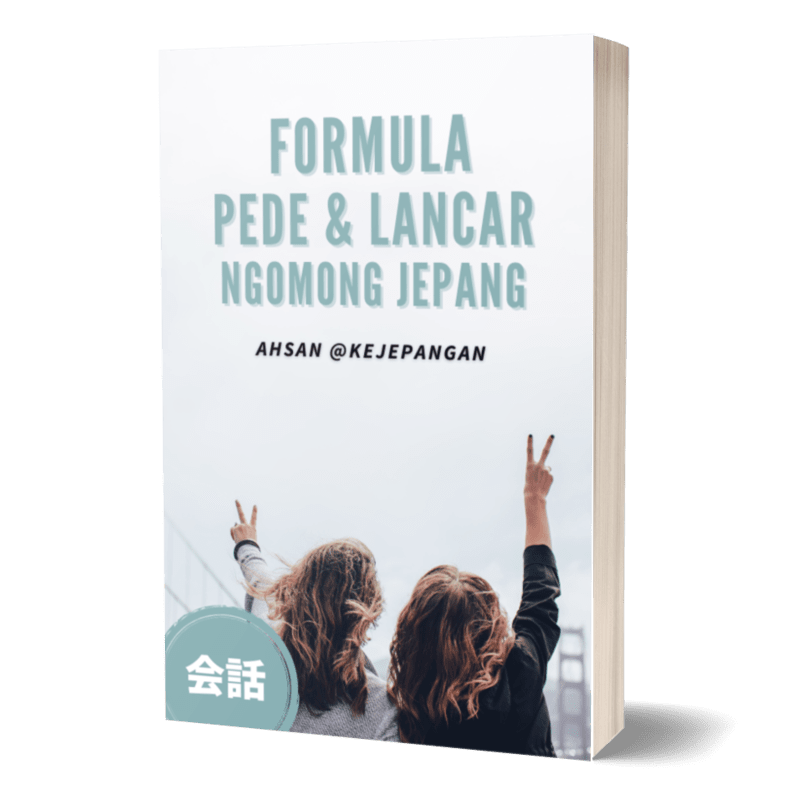 FORMULA
PEDE & LANCAR
NGOMONG JEPANG
AHSAN @KEJEPANGAN
会話